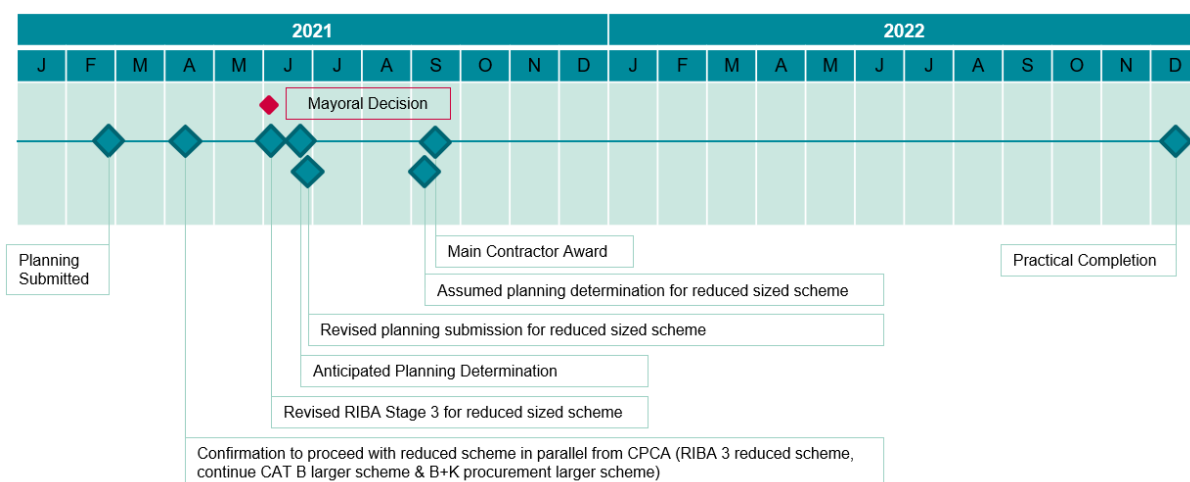 2021 2022
J F M A M J J A S O N D J F M A M J J A S O N D
Mayoral Decision
Planning
Submitted
Main Contractor Award
Practical Completion
Assumed planning determination for reduced sized scheme
Revised planning submission for reduced sized scheme
Anticipated Planning Determination
Revised RIBA Stage 3 for reduced sized scheme
Confirmation to proceed with reduced scheme in parallel from CPCA (RIBA 3 reduced scheme,
continue CAT B larger scheme & B+K procurement larger scheme)